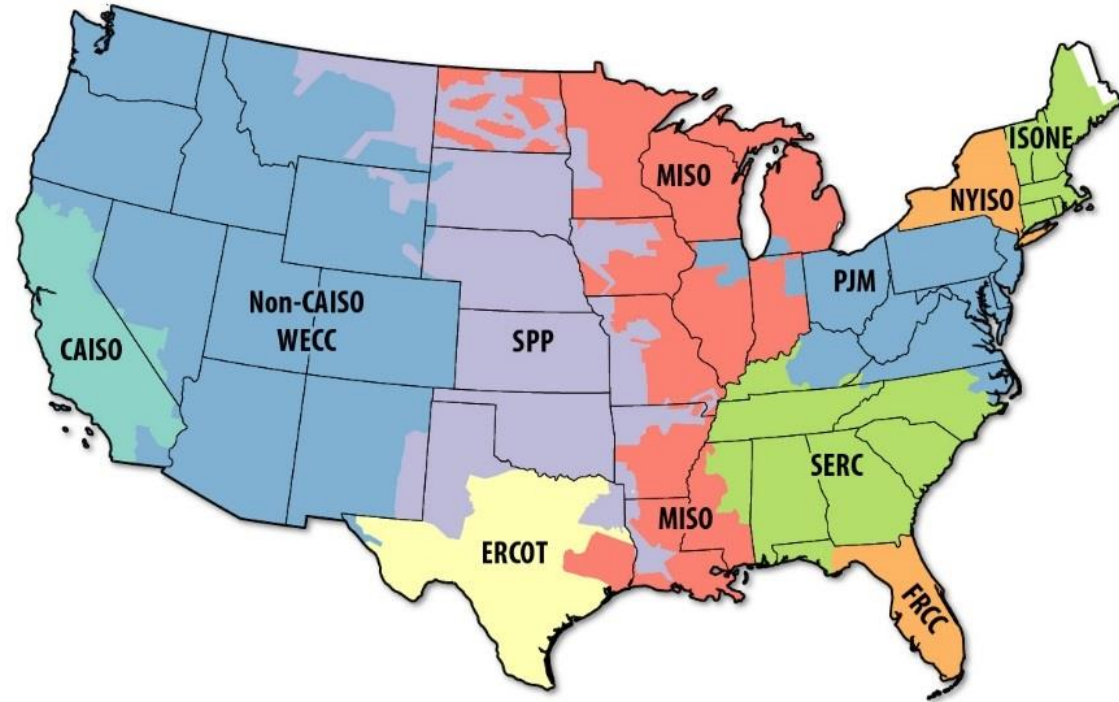 ISONE
MISO
NYISO
PJM
Non-CAISO
WECC
CAISO
SPP
SERC
MISO
ERCOT
FRCC